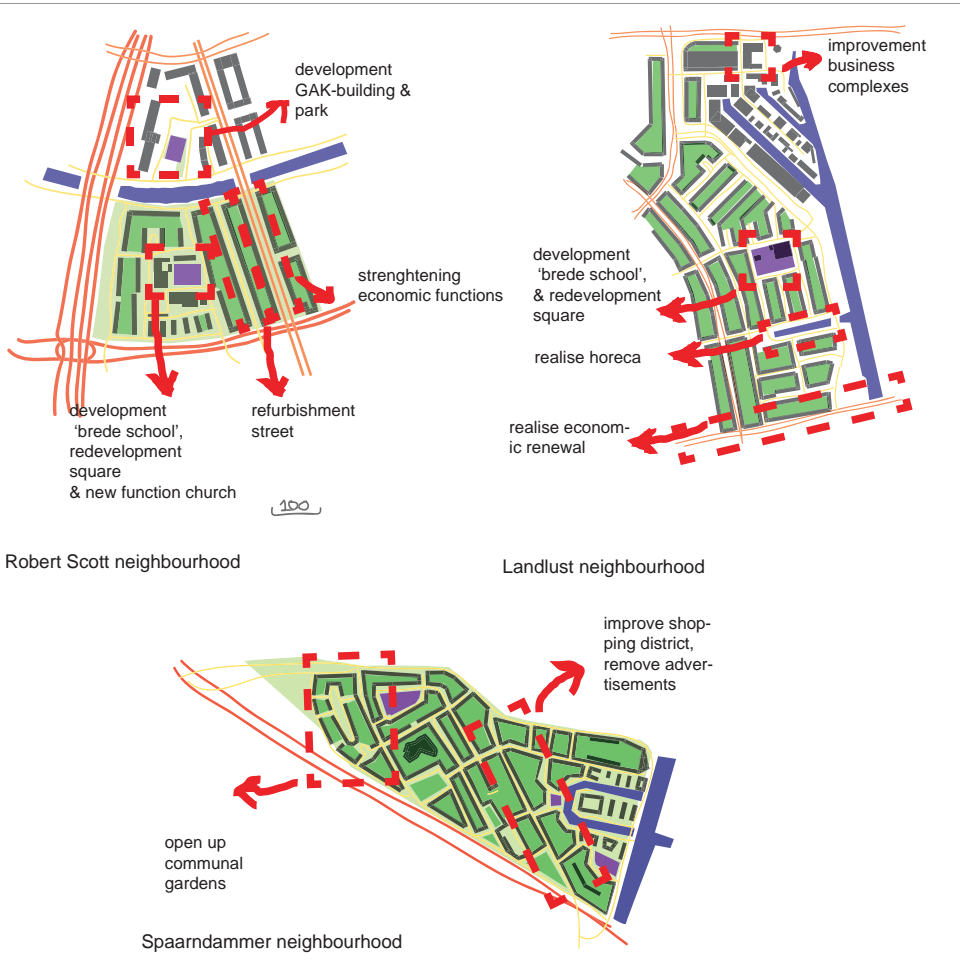 development
GAK-building &
park
strenghtening
economic functions
development
'brede school',
redevelopment
square
& new function church
refurbishment
street
100
Robert Scott neighbourhood
improvement
business
complexes
development
'brede school',
& redevelopment
square
realise horeca
realise econom-
ic renewal
Landlust neighbourhood
improve shop-
ping district,
remove adver-
tisements
open up
communal
gardens
Spaarndammer neighbourhood